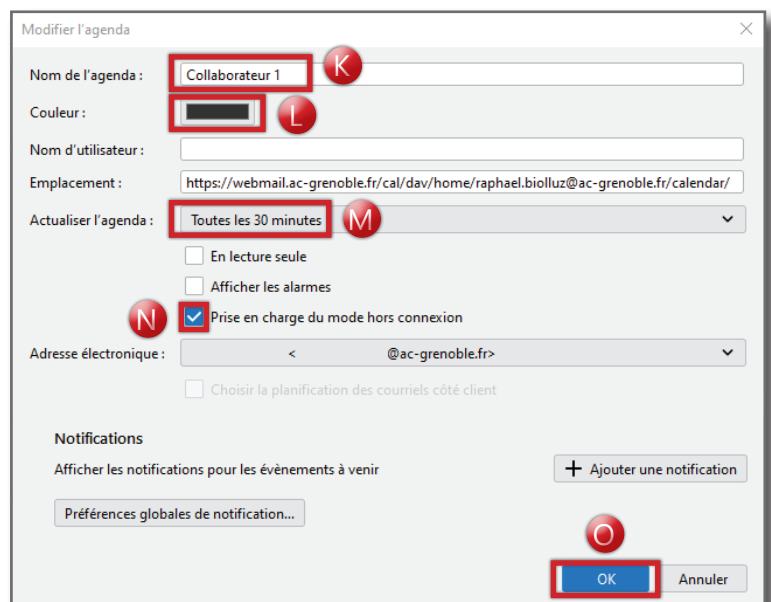 Modifier l'agenda
Nom de l'agenda : Collaborateur 1 K
Couleur : L
Nom d'utilisateur :
Emplacement : https://webmail.ac-grenoble.fr/cal/dav/home/raphael.biolluz@ac-grenoble.fr/calendar/
Actualiser l'agenda : Toutes les 30 minutes M
En lecture seule
Afficher les alarmes
N Prise en charge du mode hors connexion
Adresse électronique : < @ac-grenoble.fr>
Choisir la planification des courriels côté client
Notifications
Afficher les notifications pour les évènements à venir + Ajouter une notification
Préférences globales de notification...
O
OK Annuler